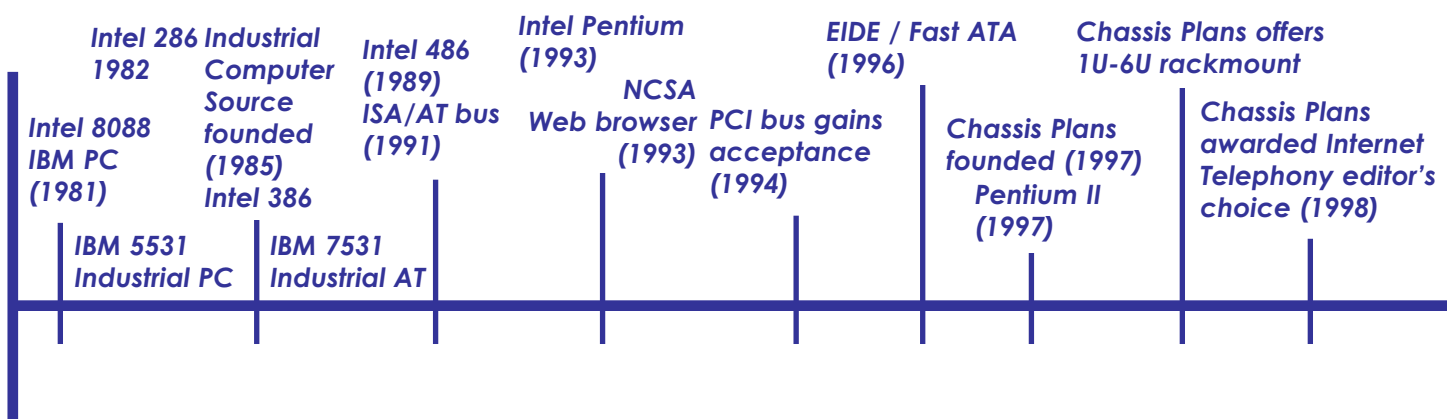 Intel 286
1982
Industrial
Computer
Source
founded
(1985)
Intel 386
Intel 8088
IBM PC
(1981)
IBM 5531
Industrial PC
IBM 7531
Industrial AT
Intel 486
(1989)
ISA/AT bus
(1991)
Intel Pentium
(1993)
NCSA
Web browser
(1993)
PCI bus gains
acceptance
(1994)
EIDE / Fast ATA
(1996)
Chassis Plans
founded (1997)
Pentium II
(1997)
Chassis Plans offers
1U-6U rackmount
Chassis Plans
awarded Internet
Telephony editor's
choice (1998)